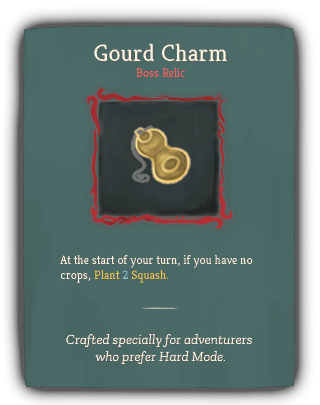 Gourd Charm
Boss Relic
At the start of your turn, if you have no
crops, Plant 2 Squash.
Crafted specially for adventurers
who prefer Hard Mode.